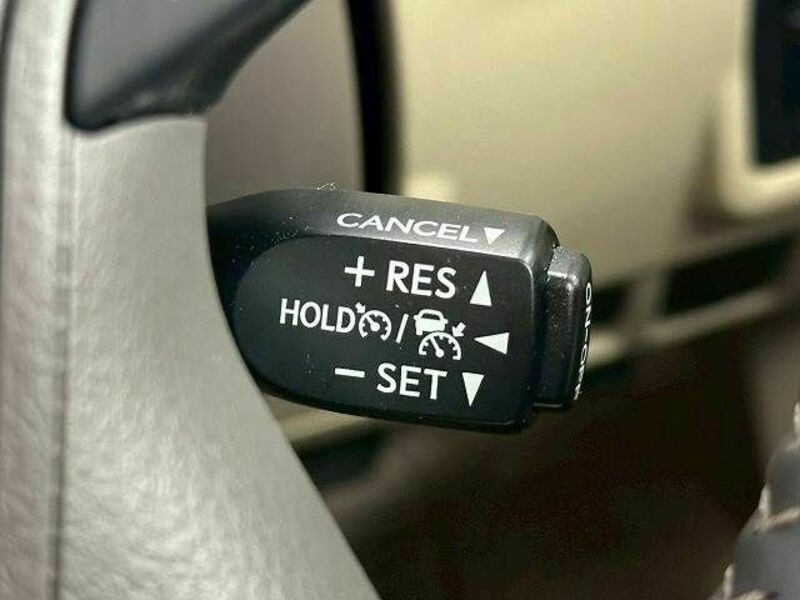 CANCEL▼
+ RES ▲
HOLD / ◀
− SET ▼
ON-OFF